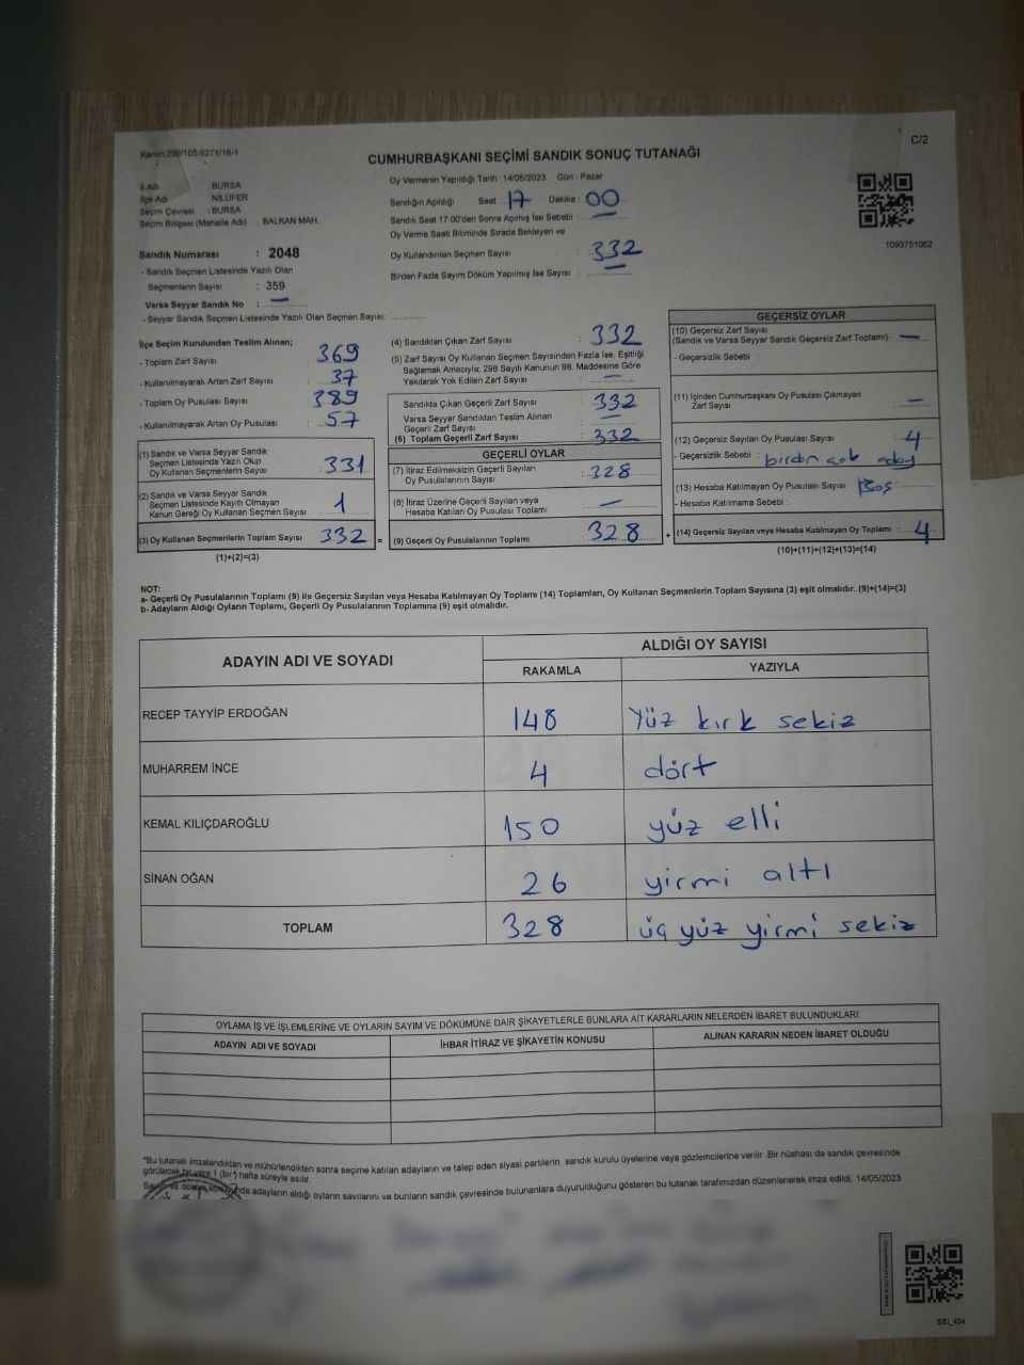 C/2
CUMHURBAŞKANI SEÇİMİ SANDIK SONUÇ TUTANAĞI
İli Adı : BURSA
İlçe Adı : NİLÜFER
Seçim Çevresi : BURSA
Seçim Bölgesi (Mahalle Adı) : BALKAN MAH.
Oy Vermenin Yapıldığı Tarih: 14/05/2023 Gün : Pazar
Sandığın Açıldığı Saat : 17 Dakika : 00
Sandık Saat 17.00'den Sonra Açılmış İse Sebebi :
Oy Verme Saati Bitiminde Sırada Bekleyen ve
Oy Kullandırılan Seçmen Sayısı : 332
Birden Fazla Sayım Döküm Yapılmış İse Sayısı : —
1093751062
Sandık Numarası : 2048
- Sandık Seçmen Listesinde Yazılı Olan
Seçmenlerin Sayısı : 359
Varsa Seyyar Sandık No : —
- Seyyar Sandık Seçmen Listesinde Yazılı Olan Seçmen Sayısı:
İlçe Seçim Kurulundan Teslim Alınan;
- Toplam Zarf Sayısı : 369
- Kullanılmayarak Artan Zarf Sayısı : 37
- Toplam Oy Pusulası Sayısı : 389
- Kullanılmayarak Artan Oy Pusulası : 57
(1) Sandık ve Varsa Seyyar Sandık
Seçmen Listesinde Yazılı Olup
Oy Kullanan Seçmenlerin Sayısı : 331
(2) Sandık ve Varsa Seyyar Sandık
Seçmen Listesinde Kayıtlı Olmayan
Kanun Gereği Oy Kullanan Seçmen Sayısı : 1
(3) Oy Kullanan Seçmenlerin Toplam Sayısı : 332 =
(1)+(2)=(3)
(4) Sandıktan Çıkan Zarf Sayısı : 332
(5) Zarf Sayısı Oy Kullanan Seçmen Sayısından Fazla İse, Eşitliği
Sağlamak Amacıyla; 298 Sayılı Kanunun 98. Maddesine Göre
Yakılarak Yok Edilen Zarf Sayısı : —
Sandıkta Çıkan Geçerli Zarf Sayısı : 332
Varsa Seyyar Sandıktan Teslim Alınan
Geçerli Zarf Sayısı : —
(6) Toplam Geçerli Zarf Sayısı : 332
GEÇERLİ OYLAR
(7) İtiraz Edilmeksizin Geçerli Sayılan
Oy Pusulalarının Sayısı : 328
(8) İtiraz Üzerine Geçerli Sayılan veya
Hesaba Katılan Oy Pusulası Toplamı : —
(9) Geçerli Oy Pusulalarının Toplamı : 328 +
GEÇERSİZ OYLAR
(10) Geçersiz Zarf Sayısı
(Sandık ve Varsa Seyyar Sandık Geçersiz Zarf Toplamı) : —
- Geçersizlik Sebebi :
(11) İçinden Cumhurbaşkanı Oy Pusulası Çıkmayan
Zarf Sayısı : —
(12) Geçersiz Sayılan Oy Pusulası Sayısı : 4
- Geçersizlik Sebebi : birden çok aday
(13) Hesaba Katılmayan Oy Pusulası Sayısı : Boş
- Hesaba Katılmama Sebebi :
(14) Geçersiz Sayılan veya Hesaba Katılmayan Oy Toplamı : 4
(10)+(11)+(12)+(13)=(14)
NOT:
a- Geçerli Oy Pusulalarının Toplamı (9) ile Geçersiz Sayılan veya Hesaba Katılmayan Oy Toplamı (14) Toplamları, Oy Kullanan Seçmenlerin Toplam Sayısına (3) eşit olmalıdır. (9)+(14)=(3)
b- Adayların Aldığı Oyların Toplamı, Geçerli Oy Pusulalarının Toplamına (9) eşit olmalıdır.
ADAYIN ADI VE SOYADI
ALDIĞI OY SAYISI
RAKAMLA YAZIYLA
RECEP TAYYİP ERDOĞAN 148 Yüz kırk sekiz
MUHARREM İNCE 4 dört
KEMAL KILIÇDAROĞLU 150 yüz elli
SİNAN OĞAN 26 yirmi altı
TOPLAM 328 üç yüz yirmi sekiz
OYLAMA İŞ VE İŞLEMLERİNE VE OYLARIN SAYIM VE DÖKÜMÜNE DAİR ŞİKAYETLERLE BUNLARA AİT KARARLARIN NELERDEN İBARET BULUNDUKLARI
ADAYIN ADI VE SOYADI İHBAR İTİRAZ VE ŞİKAYETİN KONUSU ALINAN KARARIN NEDEN İBARET OLDUĞU
"Bu tutanak imzalandıktan ve mühürlendikten sonra seçime katılan adayların ve talep eden siyasi partilerin sandık kurulu üyelerine veya gözlemcilerine verilir. Bir nüshası da sandık çevresinde
görülecek bir yere 1 (bir) hafta süreyle asılır.
adayların aldığı oyların sayılarını ve bunların sandık çevresinde bulunanlara duyurulduğunu gösteren bu tutanak tarafımızdan düzenlenerek imza edildi. 14/05/2023